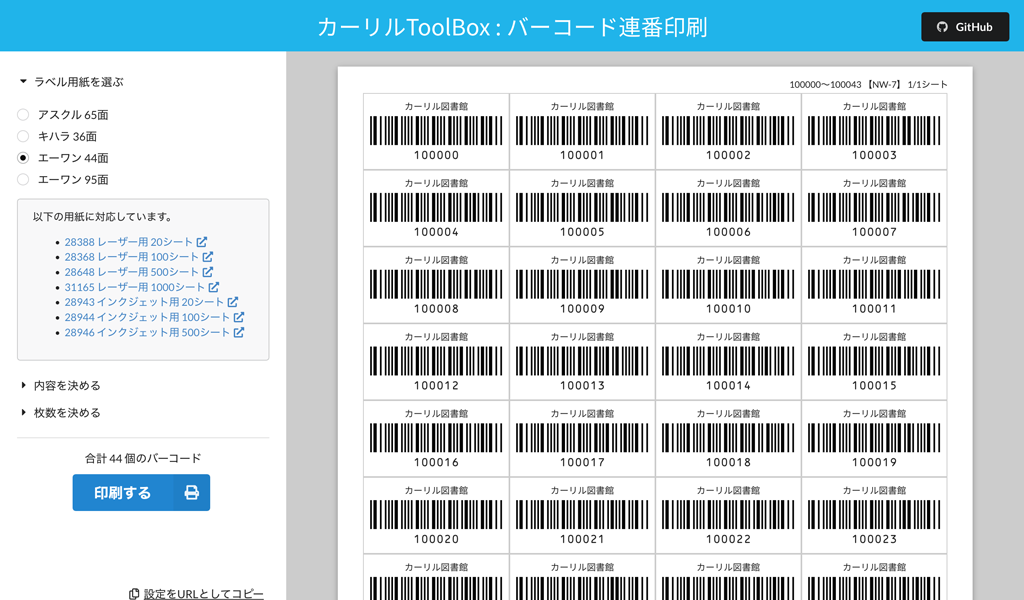 カーリルToolBox : バーコード連番印刷
GitHub
ラベル用紙を選ぶ
アスクル 65面
キハラ 36面
エーワン 44面
エーワン 95面
以下の用紙に対応しています。
28388 レーザー用 20シート
28368 レーザー用 100シート
28648 レーザー用 500シート
31165 レーザー用 1000シート
28943 インクジェット用 20シート
28944 インクジェット用 100シート
28946 インクジェット用 500シート
内容を決める
枚数を決める
合計 44 個のバーコード
印刷する
設定をURLとしてコピー
100000〜100043 【NW-7】 1/1シート
カーリル図書館 カーリル図書館 カーリル図書館 カーリル図書館
100000 100001 100002 100003
カーリル図書館 カーリル図書館 カーリル図書館 カーリル図書館
100004 100005 100006 100007
カーリル図書館 カーリル図書館 カーリル図書館 カーリル図書館
100008 100009 100010 100011
カーリル図書館 カーリル図書館 カーリル図書館 カーリル図書館
100012 100013 100014 100015
カーリル図書館 カーリル図書館 カーリル図書館 カーリル図書館
100016 100017 100018 100019
カーリル図書館 カーリル図書館 カーリル図書館 カーリル図書館
100020 100021 100022 100023
カーリル図書館 カーリル図書館 カーリル図書館 カーリル図書館